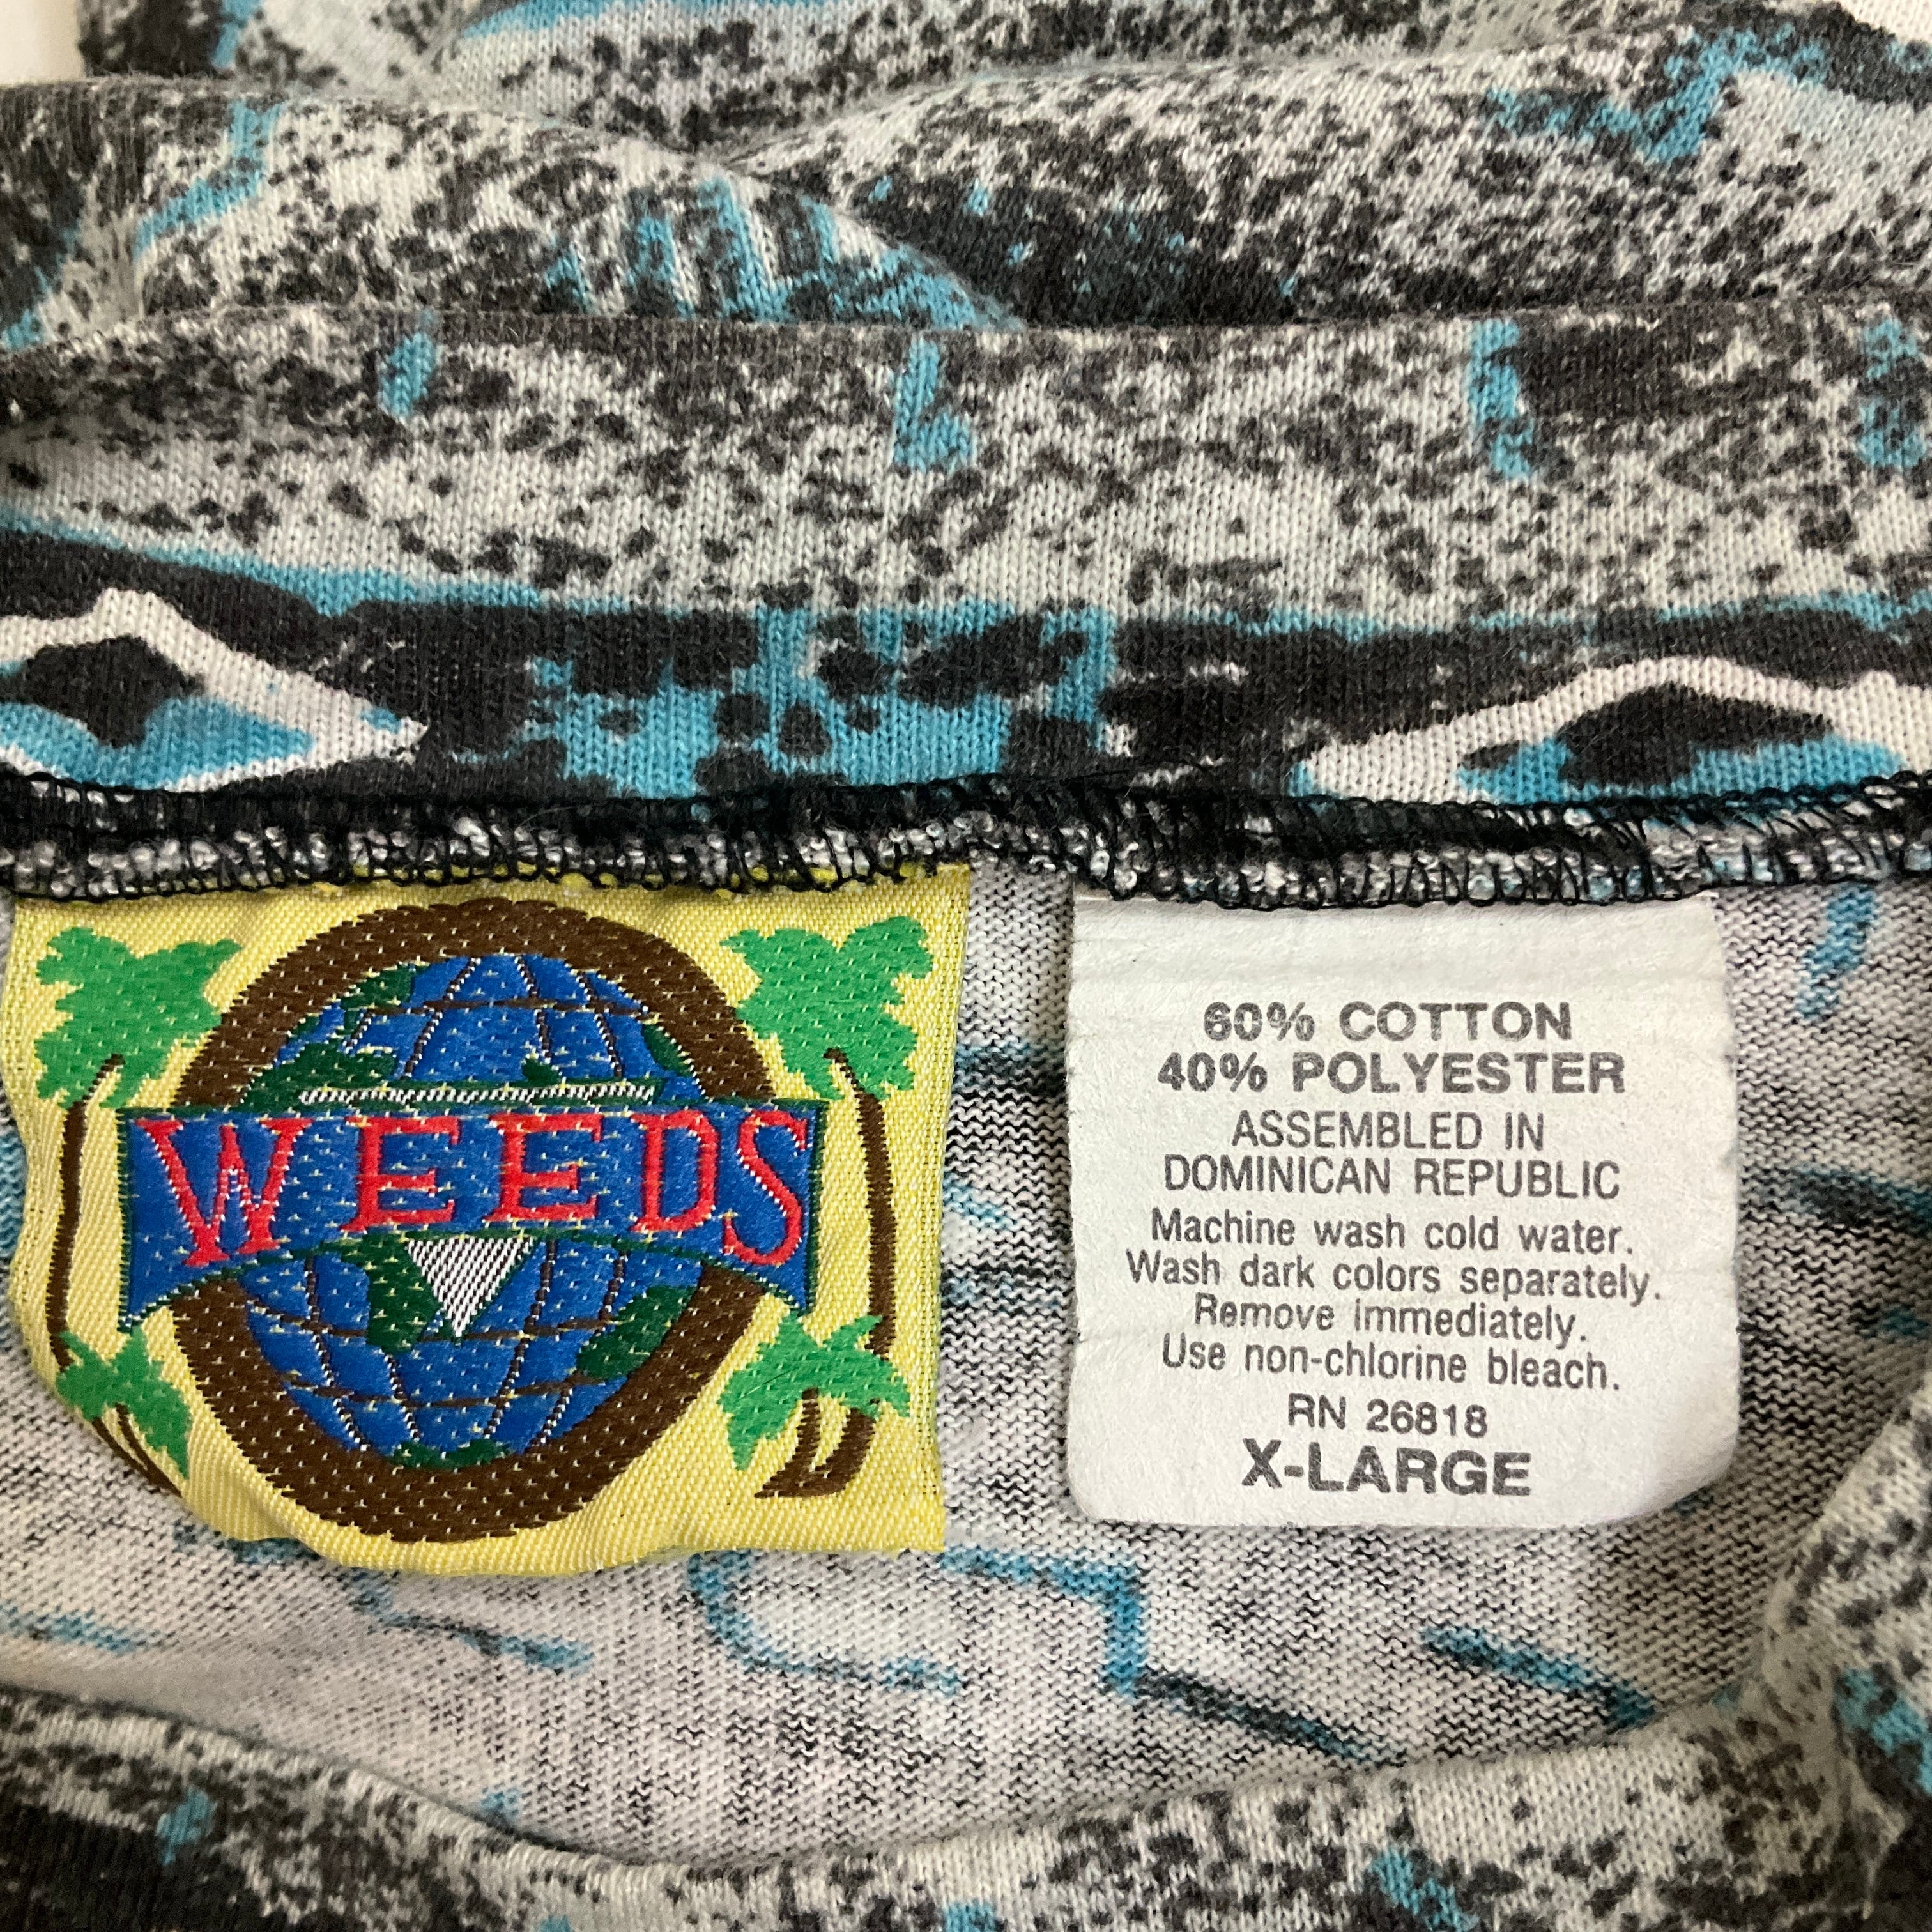 WEEDS
60% COTTON
40% POLYESTER
ASSEMBLED IN
DOMINICAN REPUBLIC
Machine wash cold water.
Wash dark colors separately.
Remove immediately.
Use non-chlorine bleach.
RN 26818
X-LARGE